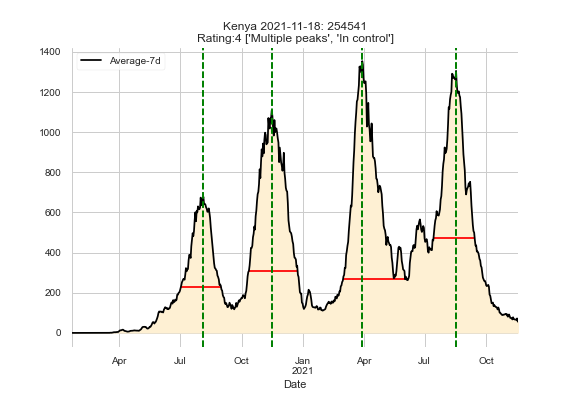 Kenya 2021-11-18: 254541
Rating:4 ['Multiple peaks', 'In control']
Average-7d
1400
1200
1000
800
600
400
200
0
Apr Jul Oct Jan Apr Jul Oct
2021
Date